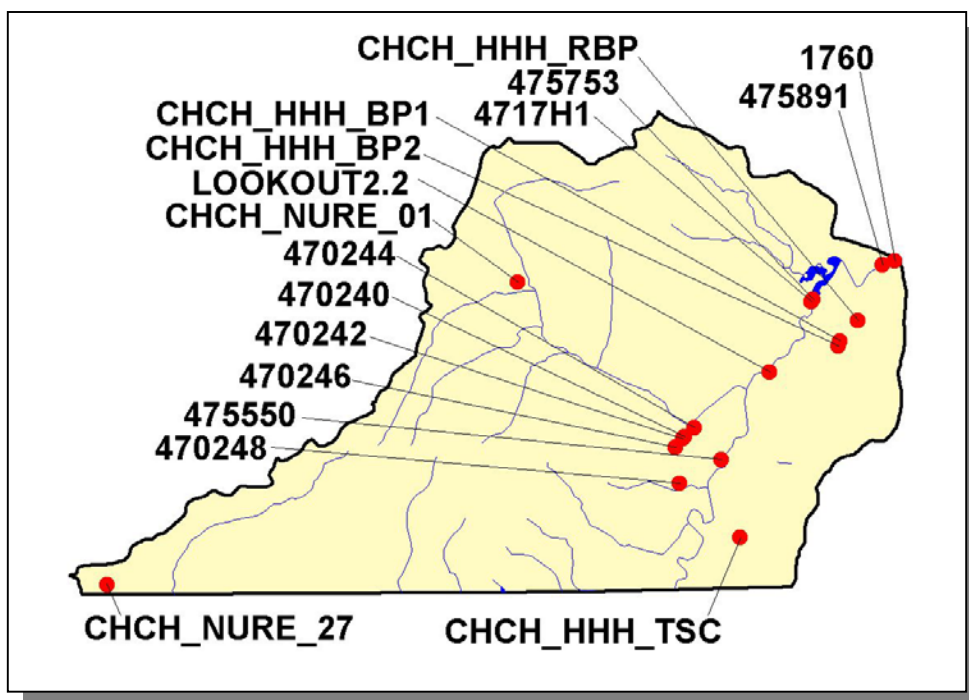 CHCH_HHH_RBP
1760
475753
475891
4717H1
CHCH_HHH_BP1
CHCH_HHH_BP2
LOOKOUT2.2
CHCH_NURE_01
470244
470240
470242
470246
475550
470248
CHCH_NURE_27
CHCH_HHH_TSC